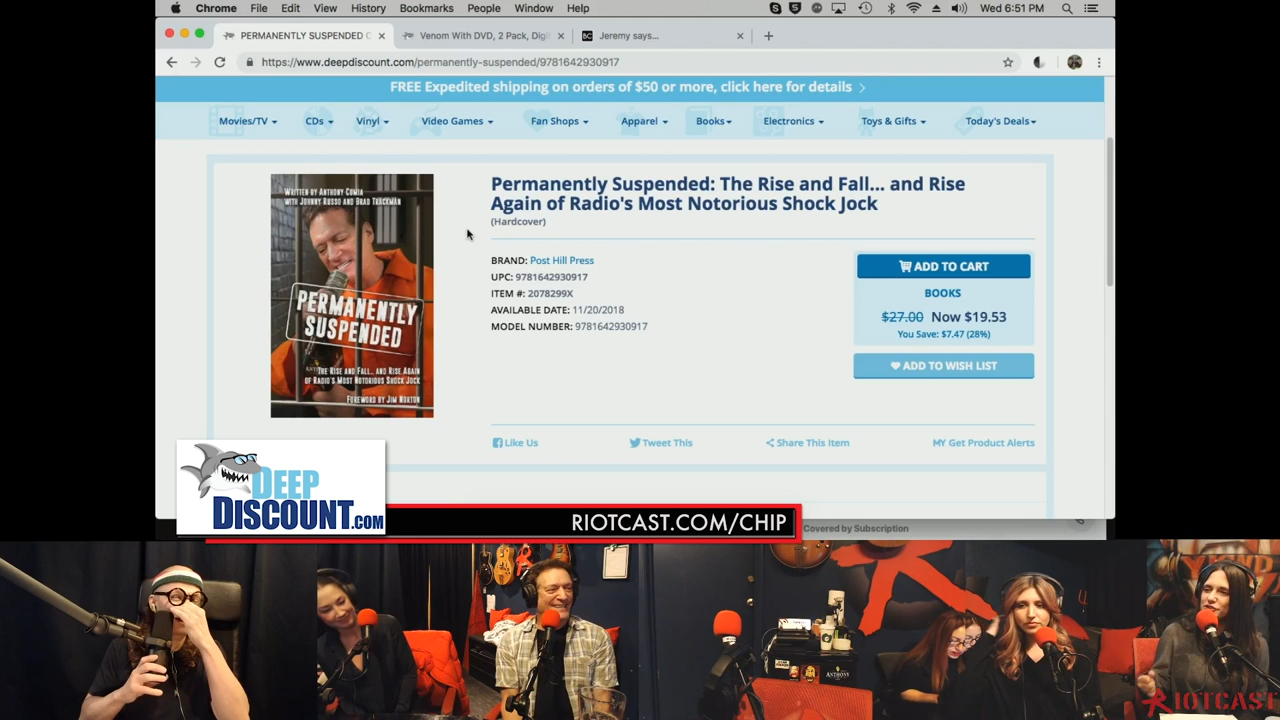 Chrome File Edit View History Bookmarks People Window Help
Wed 6:51 PM
PERMANENTLY SUSPENDED
Venom With DVD, 2 Pack, Digi
BC
Jeremy says...
https://www.deepdiscount.com/permanently-suspended/9781642930917
FREE Expedited shipping on orders of $50 or more, click here for details
Movies/TV CDs Vinyl Video Games Fan Shops Apparel Books Electronics Toys & Gifts Today's Deals
WRITTEN BY ANTHONY CUMIA
WITH JOHNNY RUSSO AND BRAD TRACKMAN
PERMANENTLY
SUSPENDED
THE RISE AND FALL... AND RISE AGAIN
OF RADIO'S MOST NOTORIOUS SHOCK JOCK
FOREWORD BY JIM NORTON
Permanently Suspended: The Rise and Fall... and Rise
Again of Radio's Most Notorious Shock Jock
(Hardcover)
BRAND: Post Hill Press
UPC: 9781642930917
ITEM #: 2078299X
AVAILABLE DATE: 11/20/2018
MODEL NUMBER: 9781642930917
ADD TO CART
BOOKS
$27.00 Now $19.53
You Save: $7.47 (28%)
ADD TO WISH LIST
Like Us
Tweet This
Share This Item
MY Get Product Alerts
DEEP
DISCOUNT.COM
RIOTCAST.COM/CHIP
Covered by Subscription
ANTHONY
RIOTCAST